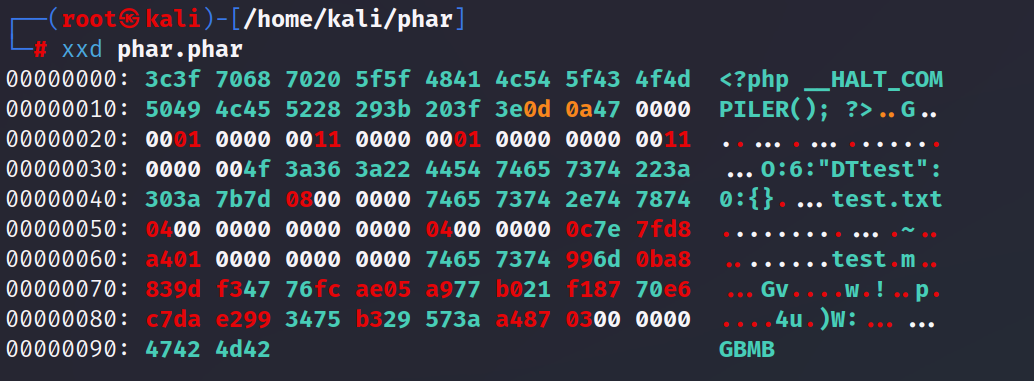 ┌──(root㉿kali)-[/home/kali/phar]
└─# xxd phar.phar
00000000: 3c3f 7068 7020 5f5f 4841 4c54 5f43 4f4d  <?php __HALT_COM
00000010: 5049 4c45 5228 293b 203f 3e0d 0a47 0000  PILER(); ?>..G..
00000020: 0001 0000 0011 0000 0001 0000 0000 0011  ................
00000030: 0000 004f 3a36 3a22 4454 7465 7374 223a  ...O:6:"DTtest":
00000040: 303a 7b7d 0800 0000 7465 7374 2e74 7874  0:{}....test.txt
00000050: 0400 0000 0000 0000 0400 0000 0c7e 7fd8  .............~..
00000060: a401 0000 0000 0000 7465 7374 996d 0ba8  ........test.m..
00000070: 839d f347 76fc ae05 a977 b021 f187 70e6  ...Gv....w.!..p.
00000080: c7da e299 3475 b329 573a a487 0300 0000  ....4u.)W:......
00000090: 4742 4d42  GBMB